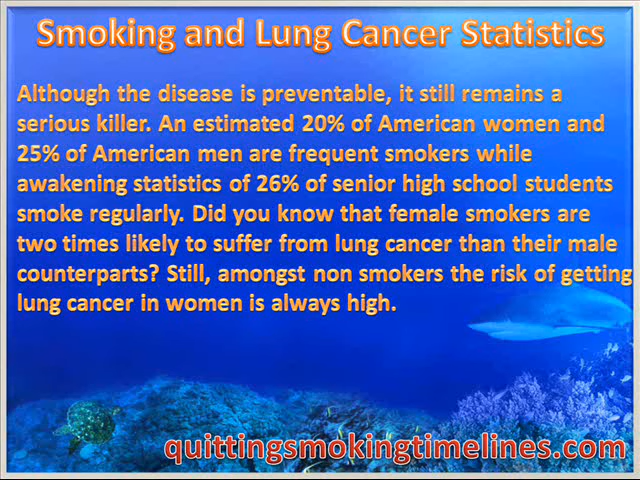 Smoking and Lung Cancer Statistics
Although the disease is preventable, it still remains a
serious killer. An estimated 20% of American women and
25% of American men are frequent smokers while
awakening statistics of 26% of senior high school students
smoke regularly. Did you know that female smokers are
two times likely to suffer from lung cancer than their male
counterparts? Still, amongst non smokers the risk of getting
lung cancer in women is always high.
quittingsmokingtimelines.com